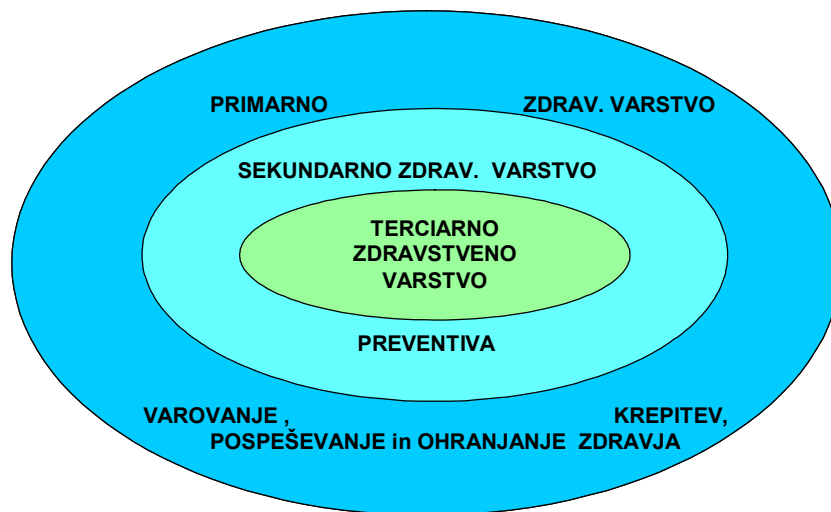 PRIMARNO ZDRAV. VARSTVO
SEKUNDARNO ZDRAV. VARSTVO
TERCIARNO
ZDRAVSTVENO
VARSTVO
PREVENTIVA
VAROVANJE , KREPITEV,
POSPEŠEVANJE in OHRANJANJE ZDRAVJA